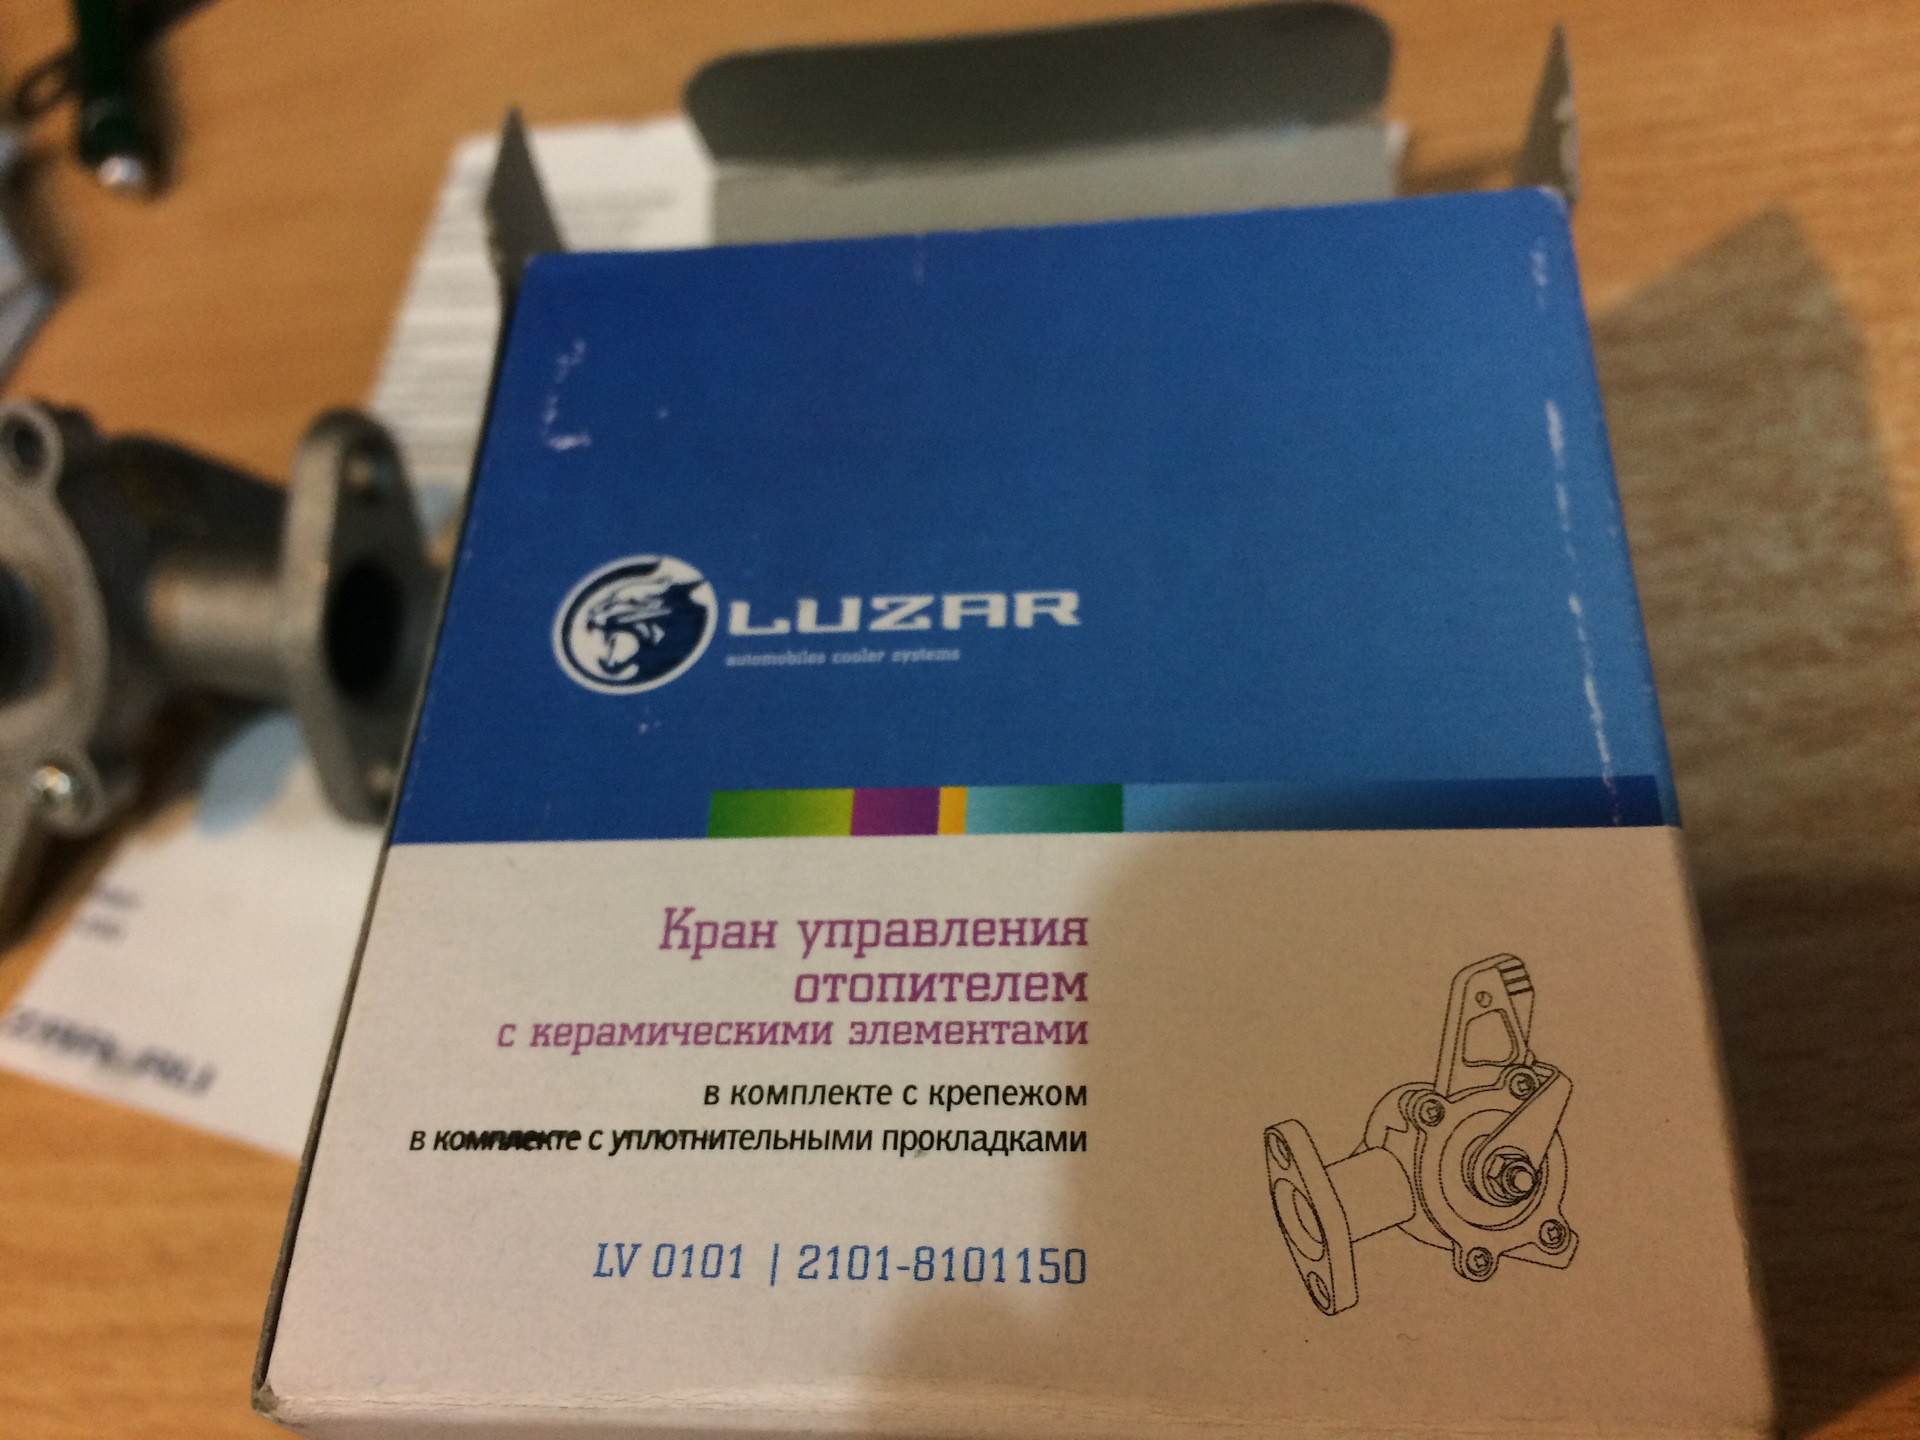 LUZAR
automobiles cooler systems
Кран управления
отопителем
с керамическими элементами
в комплекте с крепежом
в комплекте с уплотнительными прокладками
LV 0101 | 2101-8101150